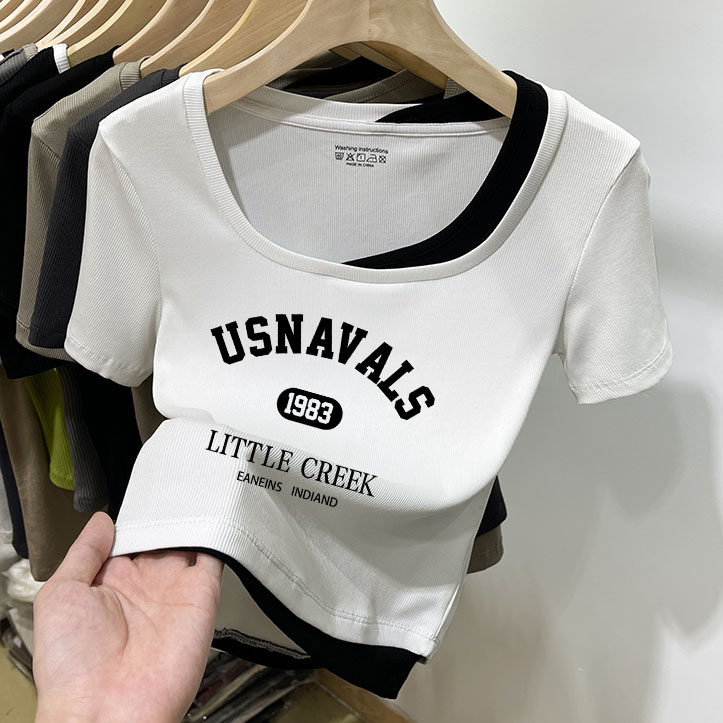 Washing instructions
MADE IN CHINA
USNAVALS
1983
LITTLE CREEK
EANEINS INDIAND